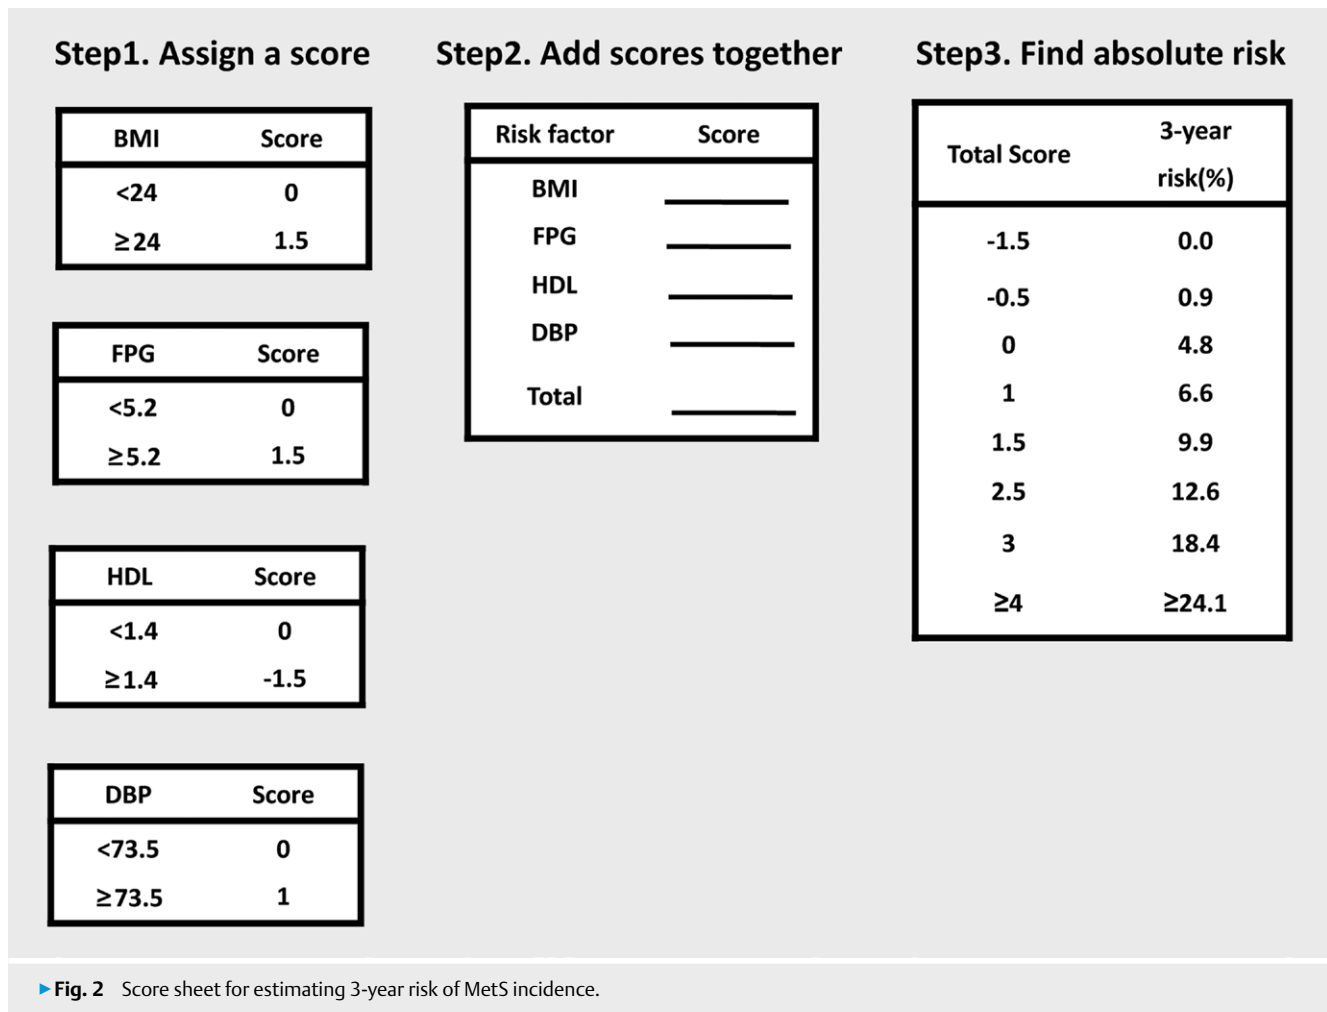 Step1. Assign a score
BMI Score
<24 0
≥24 1.5
FPG Score
<5.2 0
≥5.2 1.5
HDL Score
<1.4 0
≥1.4 -1.5
DBP Score
<73.5 0
≥73.5 1
Step2. Add scores together
Risk factor Score
BMI
FPG
HDL
DBP
Total
Step3. Find absolute risk
Total Score 3-year risk(%)
-1.5 0.0
-0.5 0.9
0 4.8
1 6.6
1.5 9.9
2.5 12.6
3 18.4
≥4 ≥24.1
▶ Fig. 2 Score sheet for estimating 3-year risk of MetS incidence.